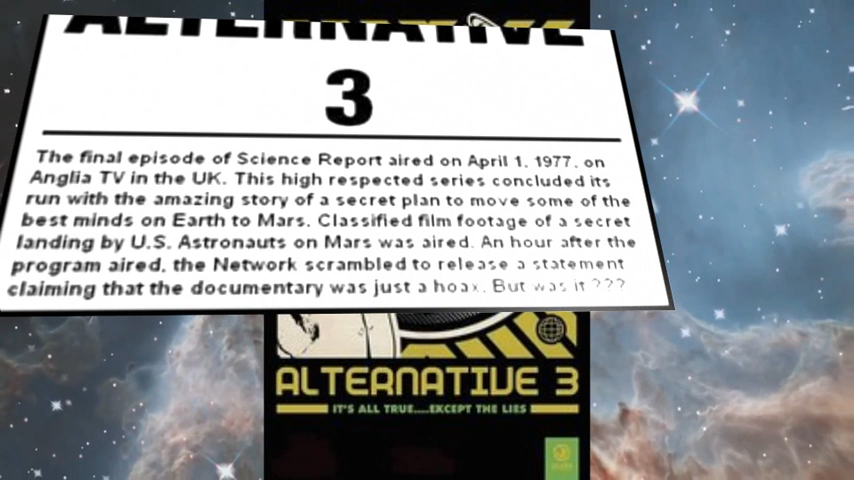 ALTERNATIVE
3
The final episode of Science Report aired on April 1, 1977, on
Anglia TV in the UK. This high respected series concluded its
run with the amazing story of a secret plan to move some of the
best minds on Earth to Mars. Classified film footage of a secret
landing by U.S. Astronauts on Mars was aired. An hour after the
program aired, the Network scrambled to release a statement
claiming that the documentary was just a hoax. But was it ???
ALTERNATIVE 3
IT'S ALL TRUE....EXCEPT THE LIES